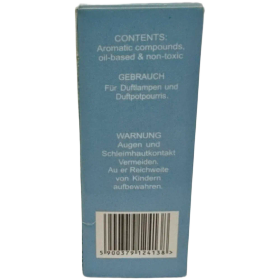 CONTENTS:
Aromatic compounds,
oil-based & non-toxic
GEBRAUCH
Für Duftlampen und
Duftpotpourris.
WARNUNG
Augen und
Schleimhautkontakt
Vermeiden.
Au er Reichweite
von Kindern
aufbewahren.
5900379124138